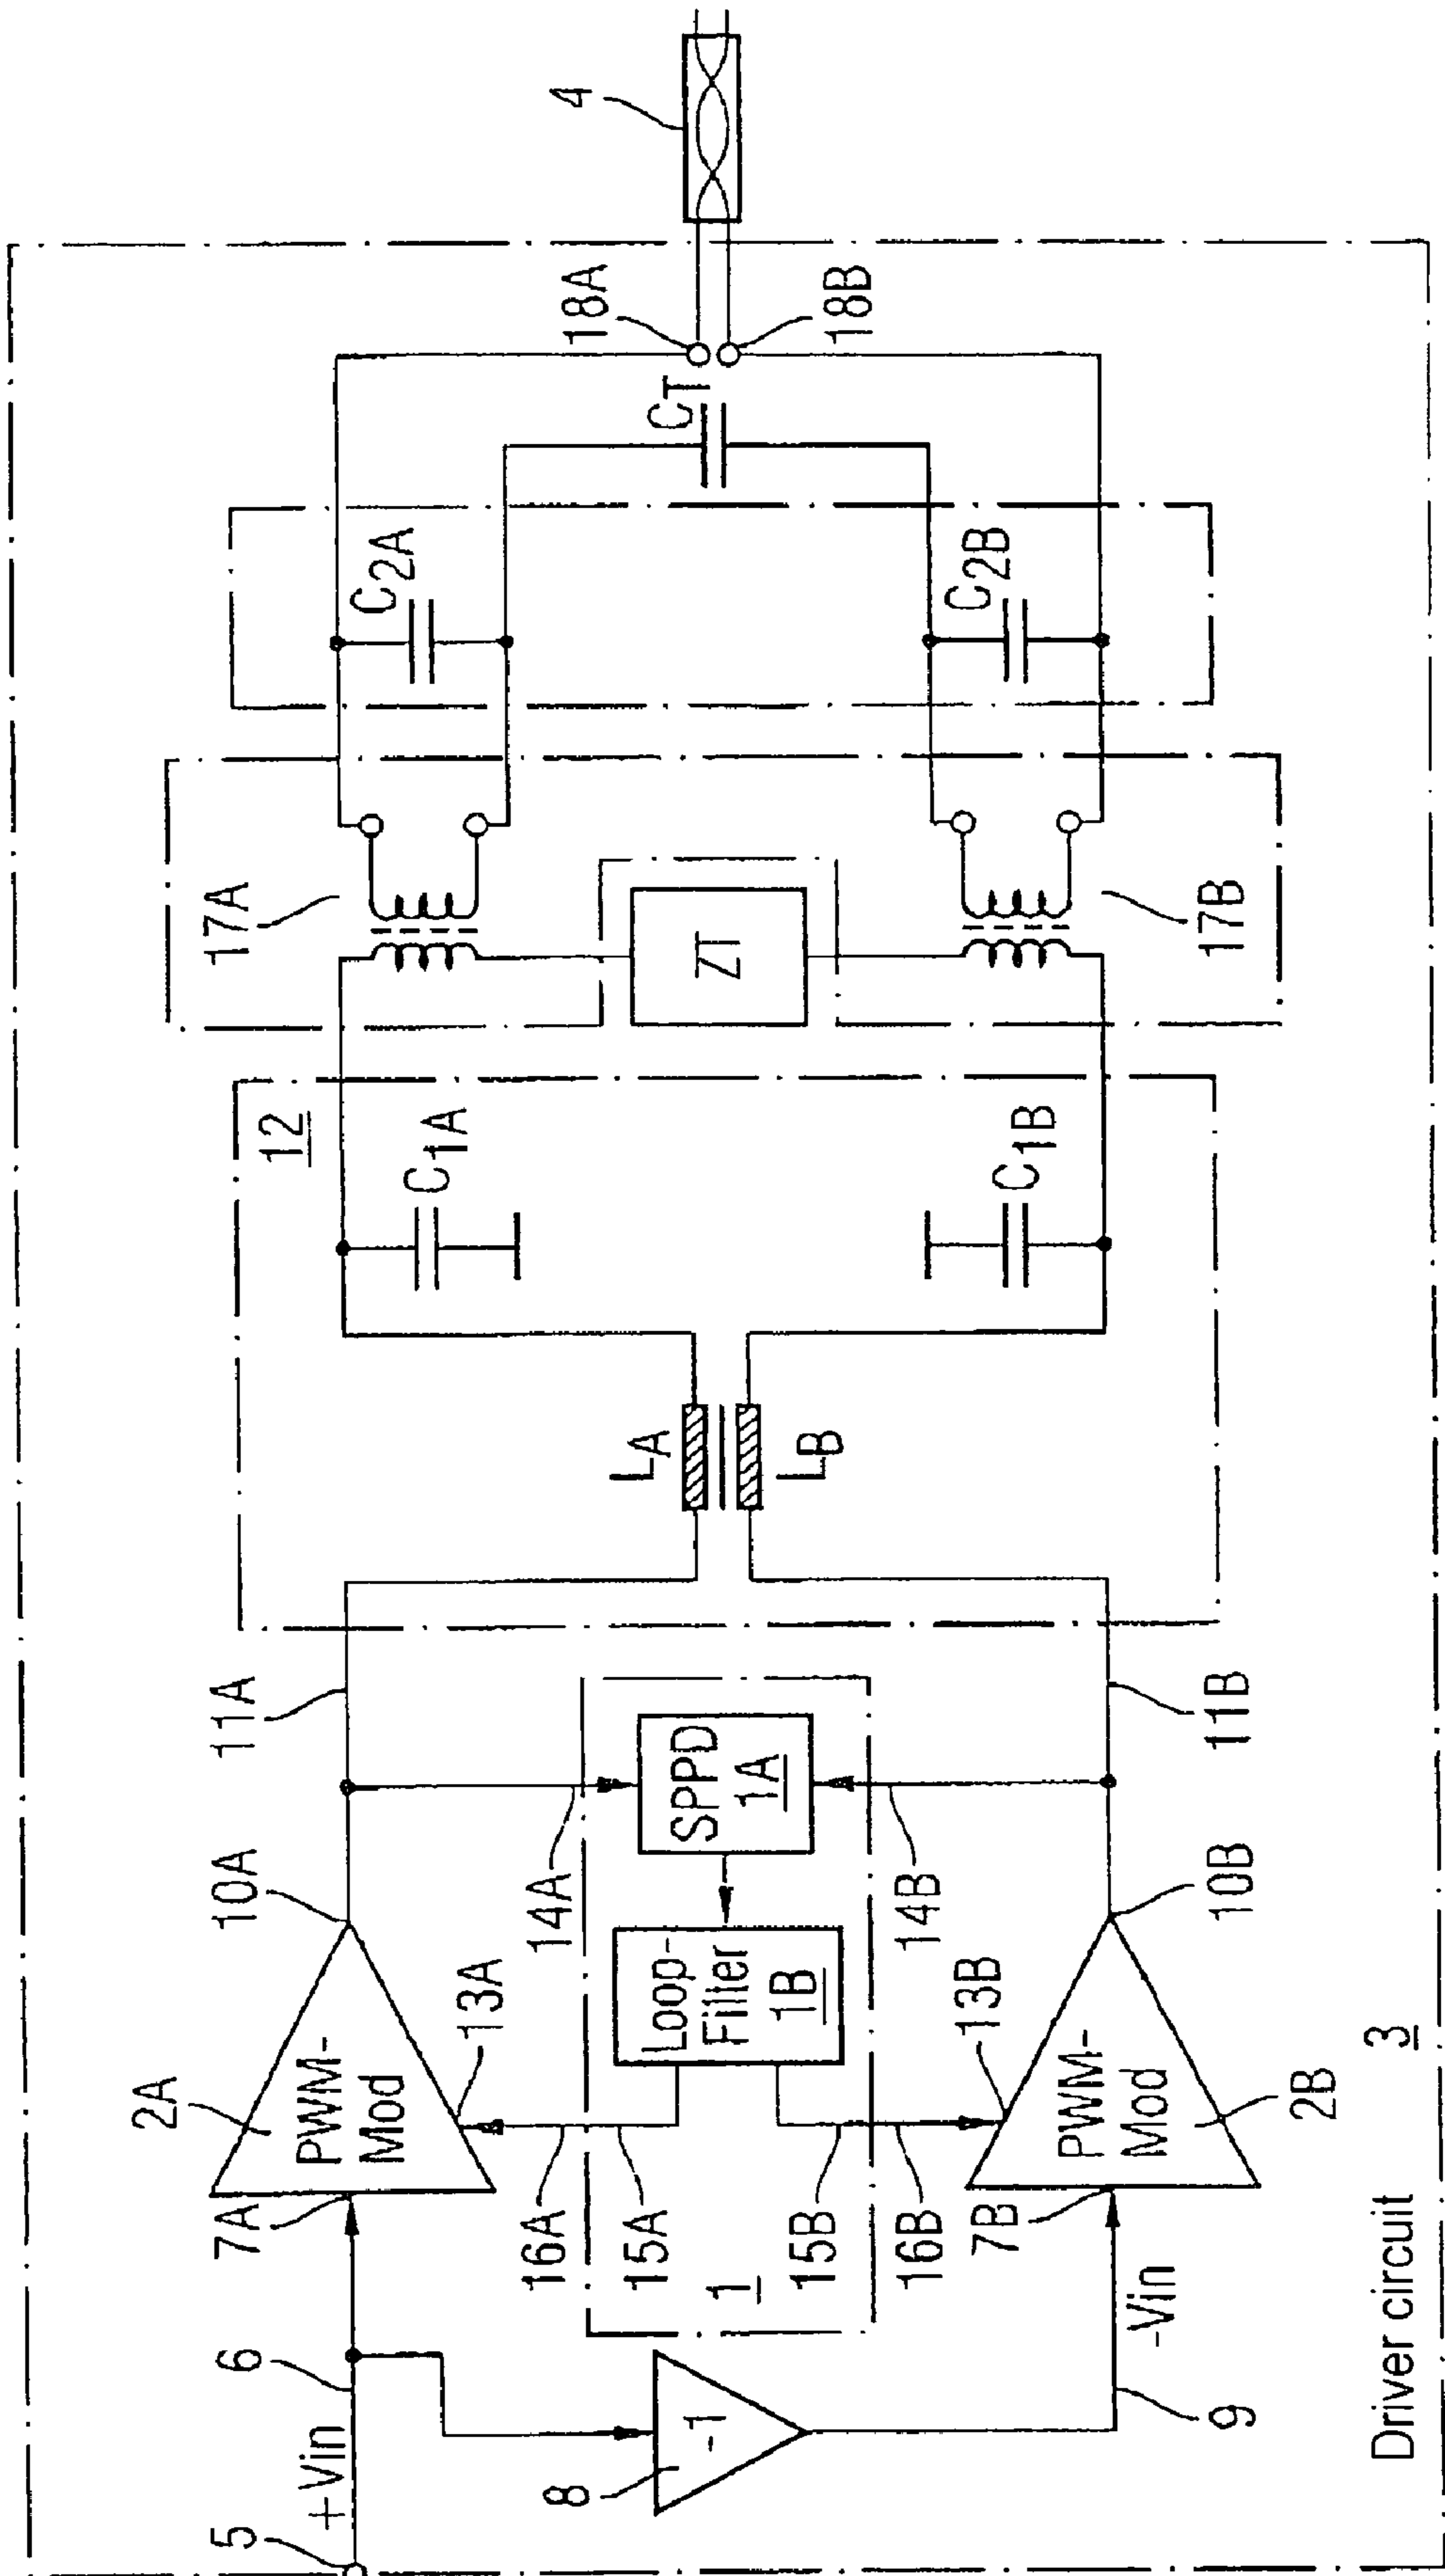 5
+Vin
6
8
-1
9
-Vin
7A
2A
PWM-
Mod
13A
10A
11A
16A
15A
1
15B
16B
Loop-
Filter
1B
SPPD
1A
14A
14B
7B
13B
PWM-
Mod
2B
10B
11B
12
LA
LB
C1A
C1B
17A
ZT
17B
C2A
C2B
CT
18A
18B
4
Driver circuit
3